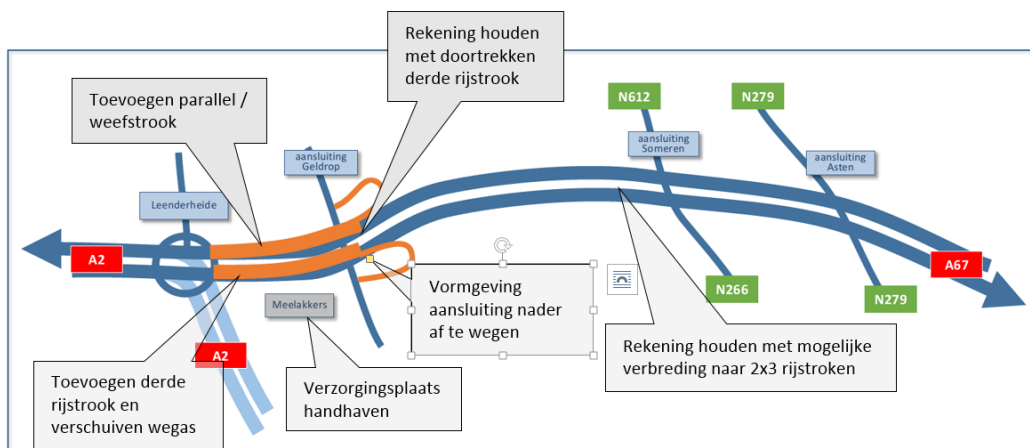 Rekening houden
met doortrekken
derde rijstrook
Toevoegen parallel /
weefstrook
N612
N279
aansluiting
Geldrop
aansluiting
Someren
aansluiting
Asten
Leenderheide
A2
A67
N266
N279
Meelakkers
Vormgeving
aansluiting nader
af te wegen
A2
Toevoegen derde
rijstrook en
verschuiven wegas
Verzorgingsplaats
handhaven
Rekening houden met mogelijke
verbreding naar 2x3 rijstroken